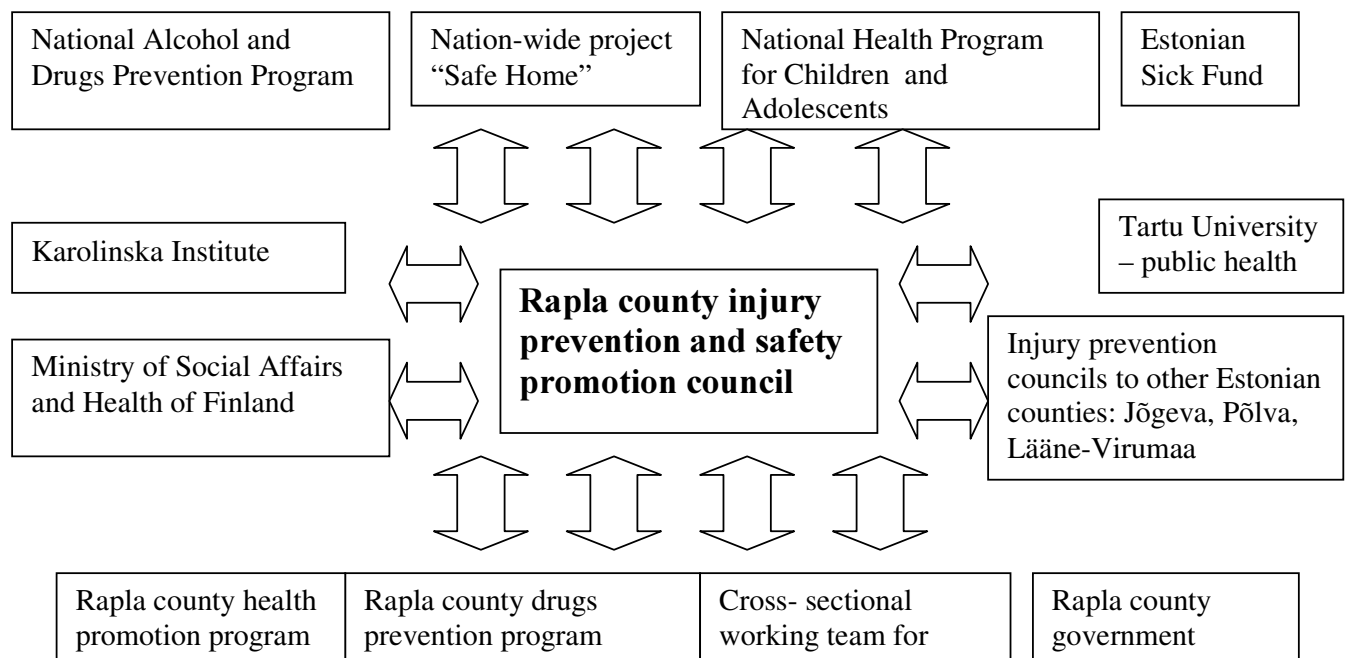 National Alcohol and
Drugs Prevention Program
Nation-wide project
“Safe Home”
National Health Program
for Children and
Adolescents
Estonian
Sick Fund
Karolinska Institute
Tartu University
– public health
Rapla county injury
prevention and safety
promotion council
Ministry of Social Affairs
and Health of Finland
Injury prevention
councils to other Estonian
counties: Jõgeva, Põlva,
Lääne-Virumaa
Rapla county health
promotion program
Rapla county drugs
prevention program
Cross- sectional
working team for
Rapla county
government